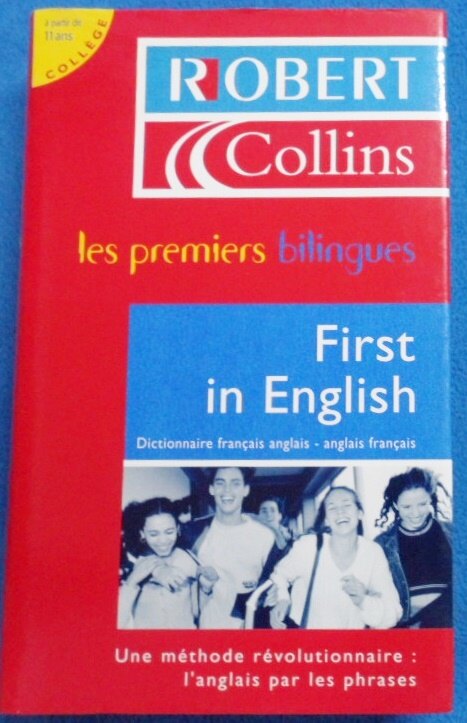 à partir de
11 ans
COLLÈGE
ROBERT
Collins
les premiers bilingues
First
in English
Dictionnaire français anglais - anglais français
Une méthode révolutionnaire :
l'anglais par les phrases